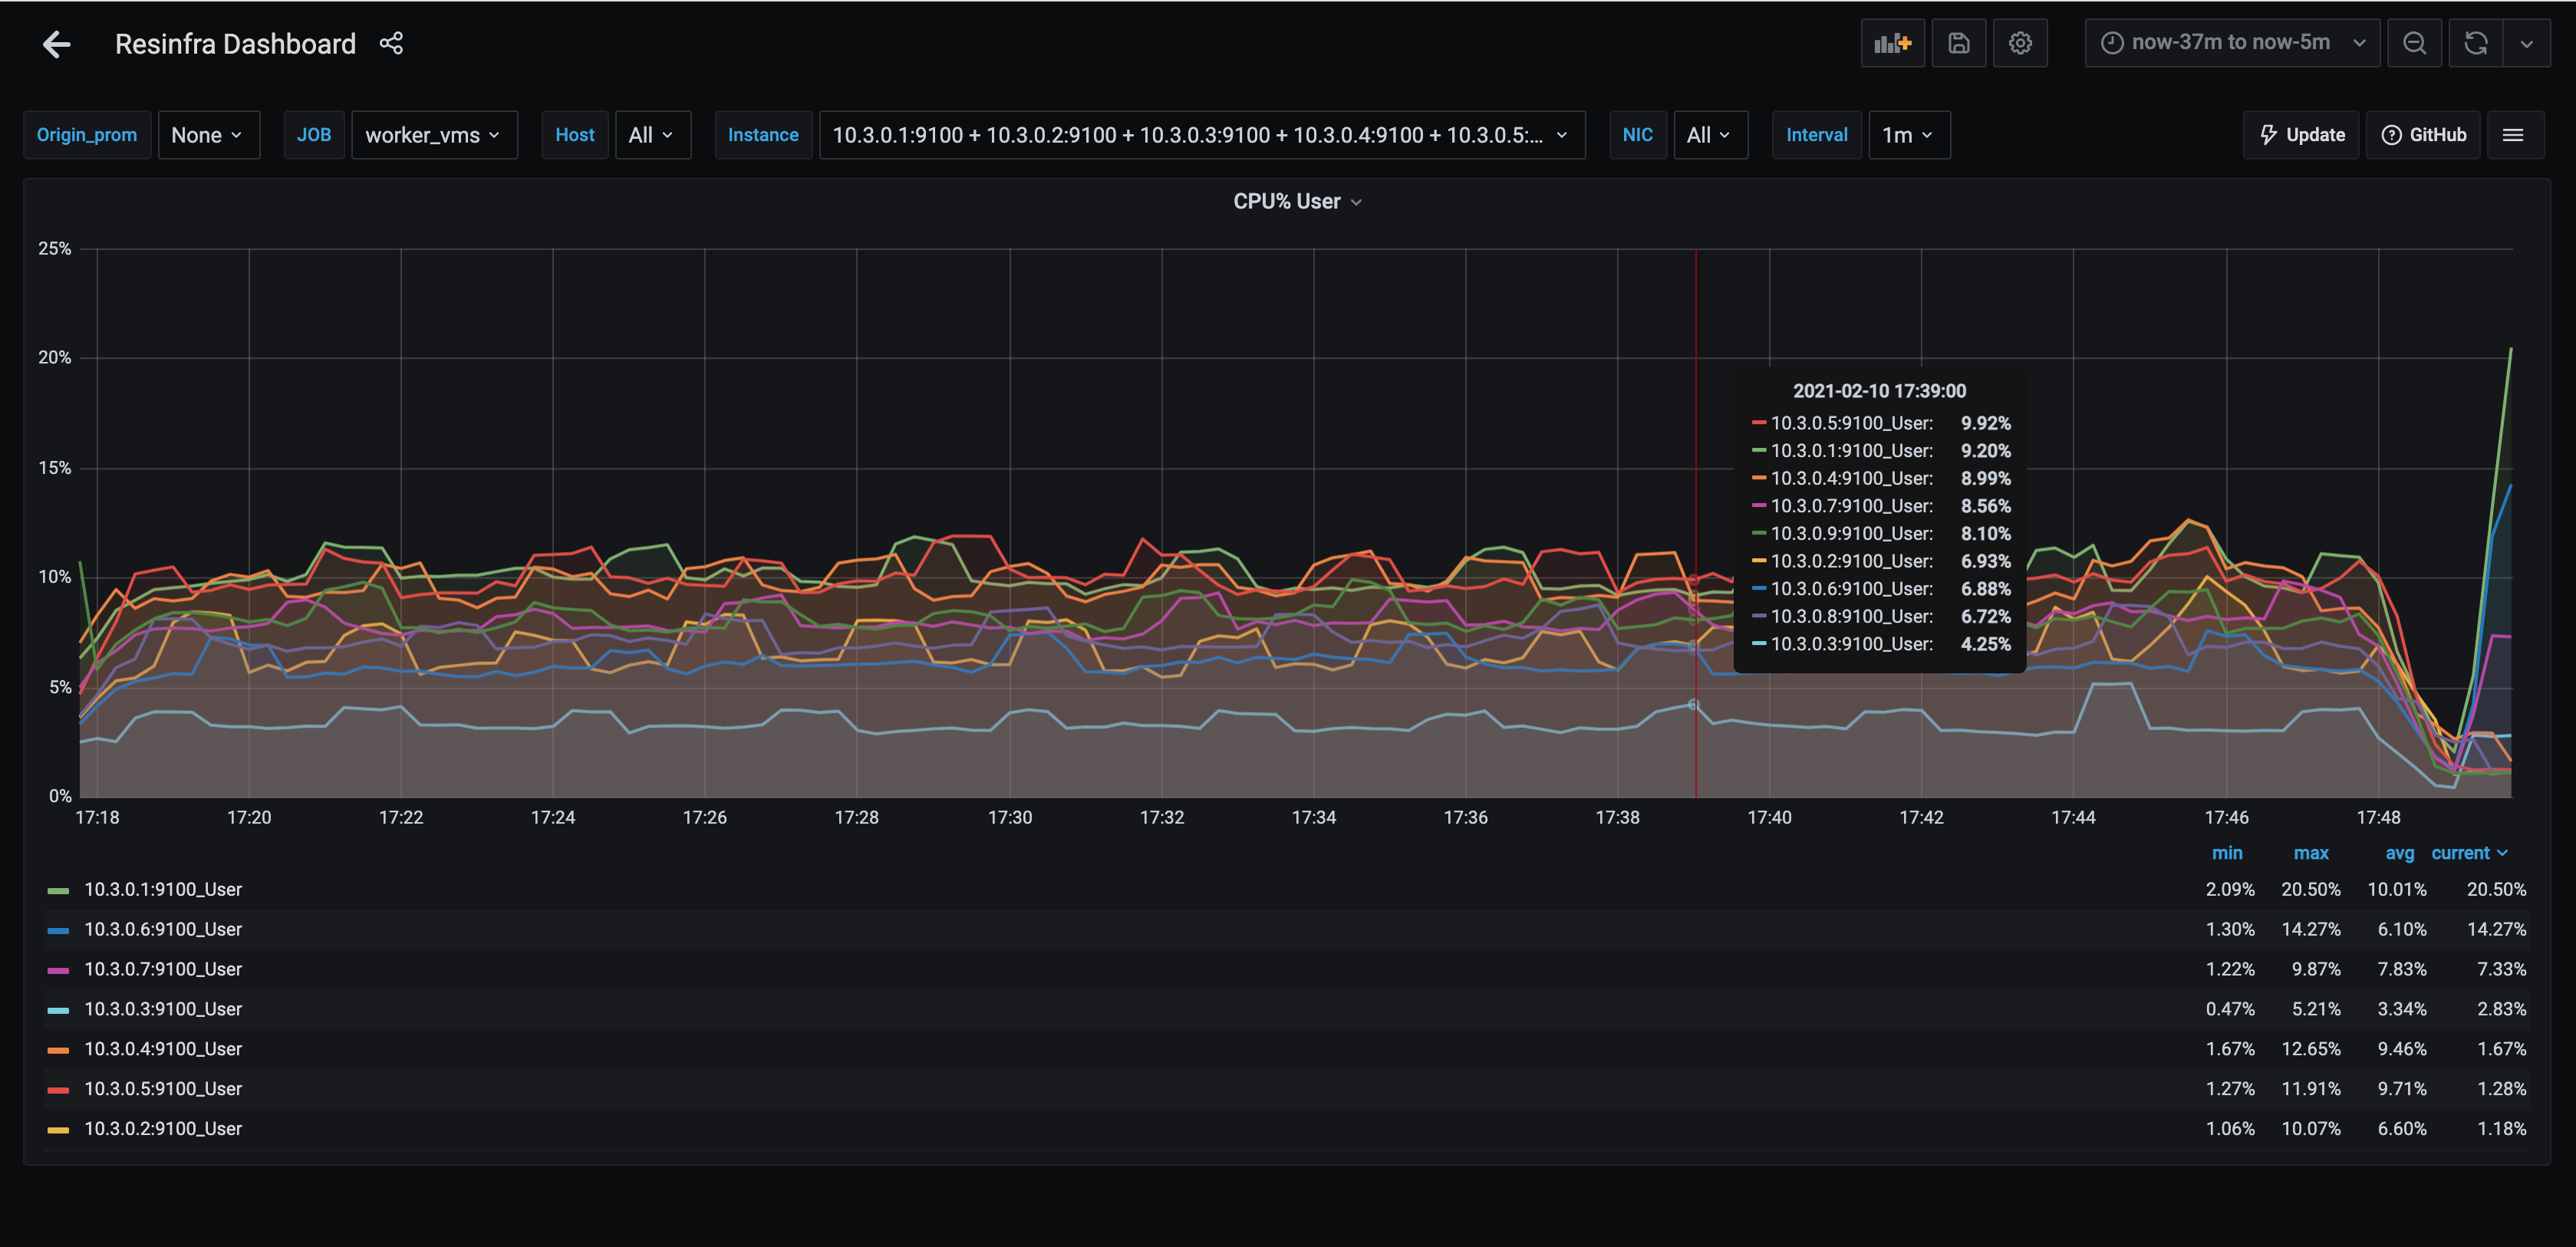 Resinfra Dashboard
now-37m to now-5m
Origin_prom None JOB worker_vms Host All Instance 10.3.0.1:9100 + 10.3.0.2:9100 + 10.3.0.3:9100 + 10.3.0.4:9100 + 10.3.0.5:... NIC All Interval 1m Update GitHub
CPU% User
25%
20%
15%
10%
5%
0%
2021-02-10 17:39:00
10.3.0.5:9100_User: 9.92%
10.3.0.1:9100_User: 9.20%
10.3.0.4:9100_User: 8.99%
10.3.0.7:9100_User: 8.56%
10.3.0.9:9100_User: 8.10%
10.3.0.2:9100_User: 6.93%
10.3.0.6:9100_User: 6.88%
10.3.0.8:9100_User: 6.72%
10.3.0.3:9100_User: 4.25%
17:18 17:20 17:22 17:24 17:26 17:28 17:30 17:32 17:34 17:36 17:38 17:40 17:42 17:44 17:46 17:48
min max avg current
10.3.0.1:9100_User 2.09% 20.50% 10.01% 20.50%
10.3.0.6:9100_User 1.30% 14.27% 6.10% 14.27%
10.3.0.7:9100_User 1.22% 9.87% 7.83% 7.33%
10.3.0.3:9100_User 0.47% 5.21% 3.34% 2.83%
10.3.0.4:9100_User 1.67% 12.65% 9.46% 1.67%
10.3.0.5:9100_User 1.27% 11.91% 9.71% 1.28%
10.3.0.2:9100_User 1.06% 10.07% 6.60% 1.18%